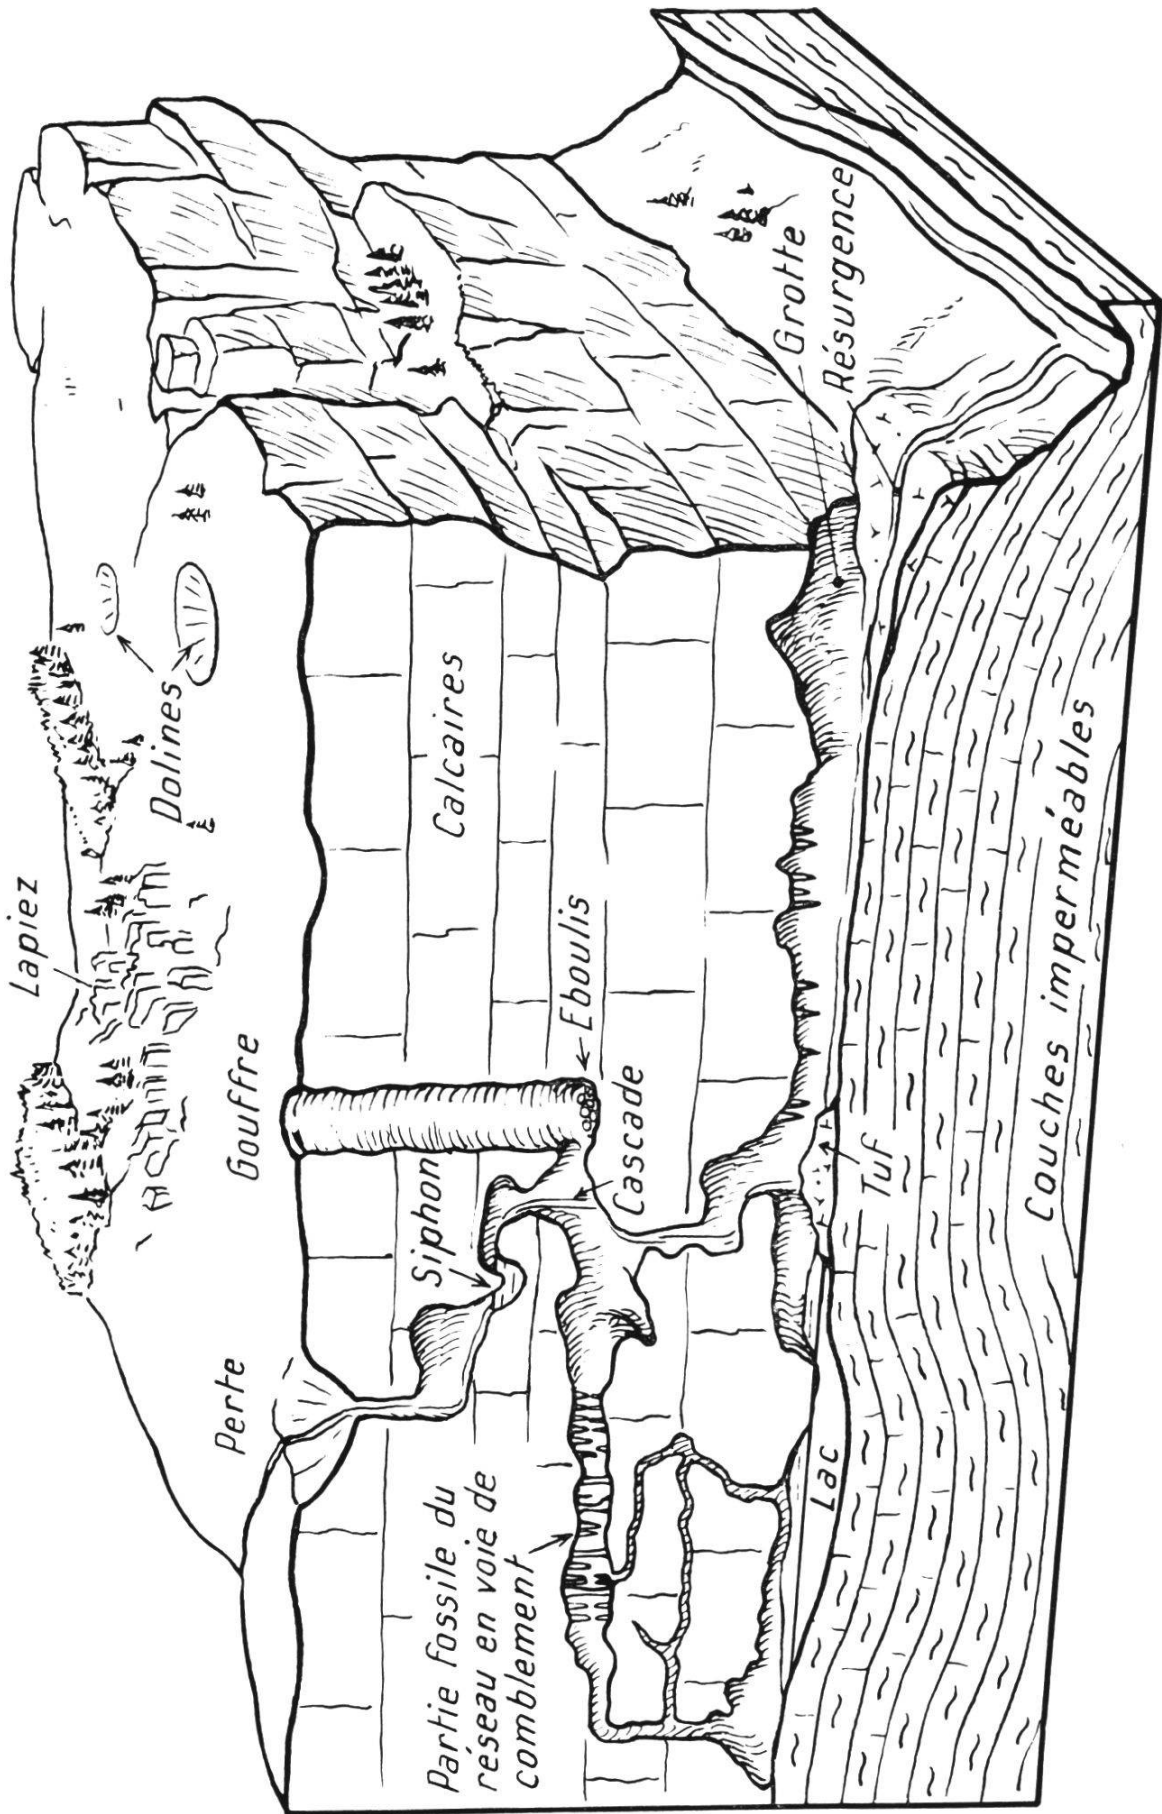 Lapiez
Dolines
Perte
Gouffre
Siphon
Calcaires
Partie fossile du
réseau en voie de
comblement
Eboulis
Cascade
Grotte
Résurgence
Lac
Tuf
Couches imperméables